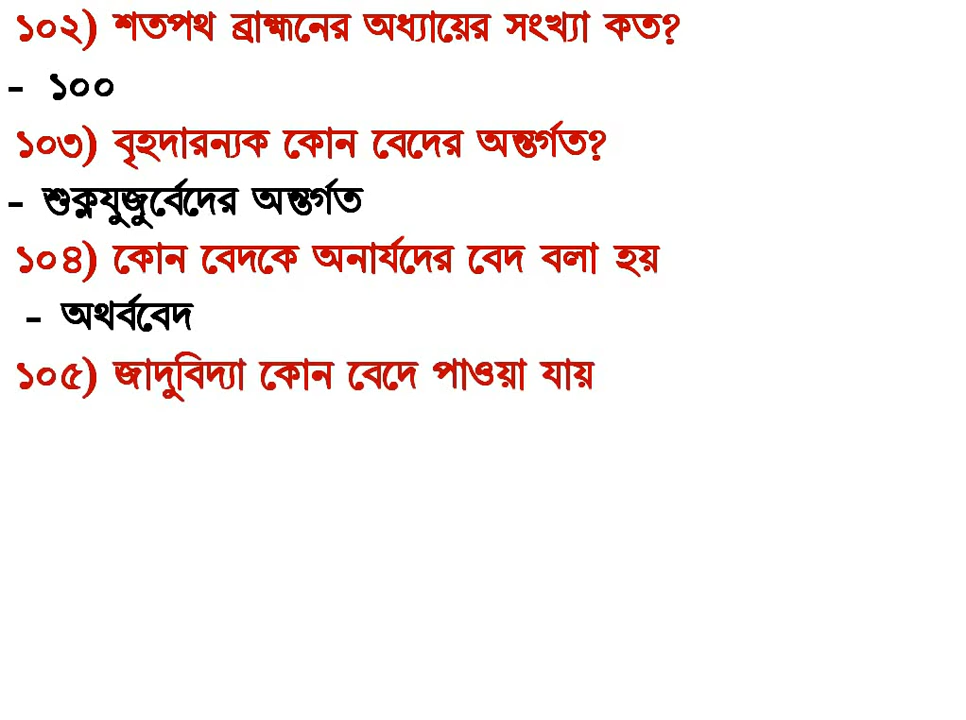 ১০২) শতপথ ব্রাহ্মনের অধ্যায়ের সংখ্যা কত?
- ১০০
১০৩) বৃহদারন্যক কোন বেদের অন্তর্গত?
- শুক্লযুজুর্বেদের অন্তর্গত
১০৪) কোন বেদকে অনার্যদের বেদ বলা হয়
- অথর্ববেদ
১০৫) জাদুবিদ্যা কোন বেদে পাওয়া যায়